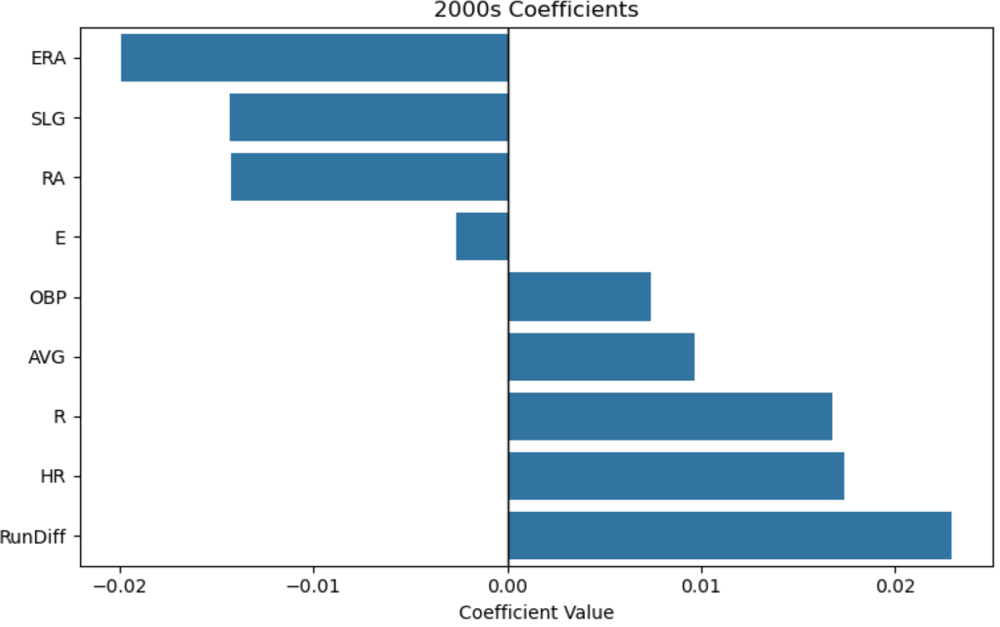 2000s Coefficients
ERA
SLG
RA
E
OBP
AVG
R
HR
RunDiff
−0.02 −0.01 0.00 0.01 0.02
Coefficient Value